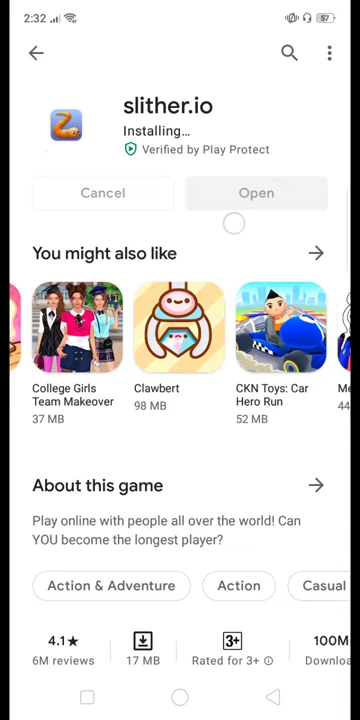 2:32
57
slither.io
Installing...
Verified by Play Protect
Cancel
Open
You might also like
College Girls
Team Makeover
37 MB
Clawbert
98 MB
CKN Toys: Car
Hero Run
52 MB
Me
44
About this game
Play online with people all over the world! Can
YOU become the longest player?
Action & Adventure
Action
Casual
4.1★
6M reviews
17 MB
3+
Rated for 3+
100M
Downloa